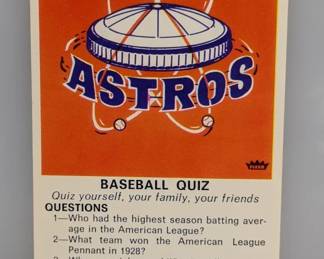 ASTROS
FLEER
BASEBALL QUIZ
Quiz yourself, your family, your friends
QUESTIONS
1—Who had the highest season batting aver-
age in the American League?
2—What team won the American League
Pennant in 1928?